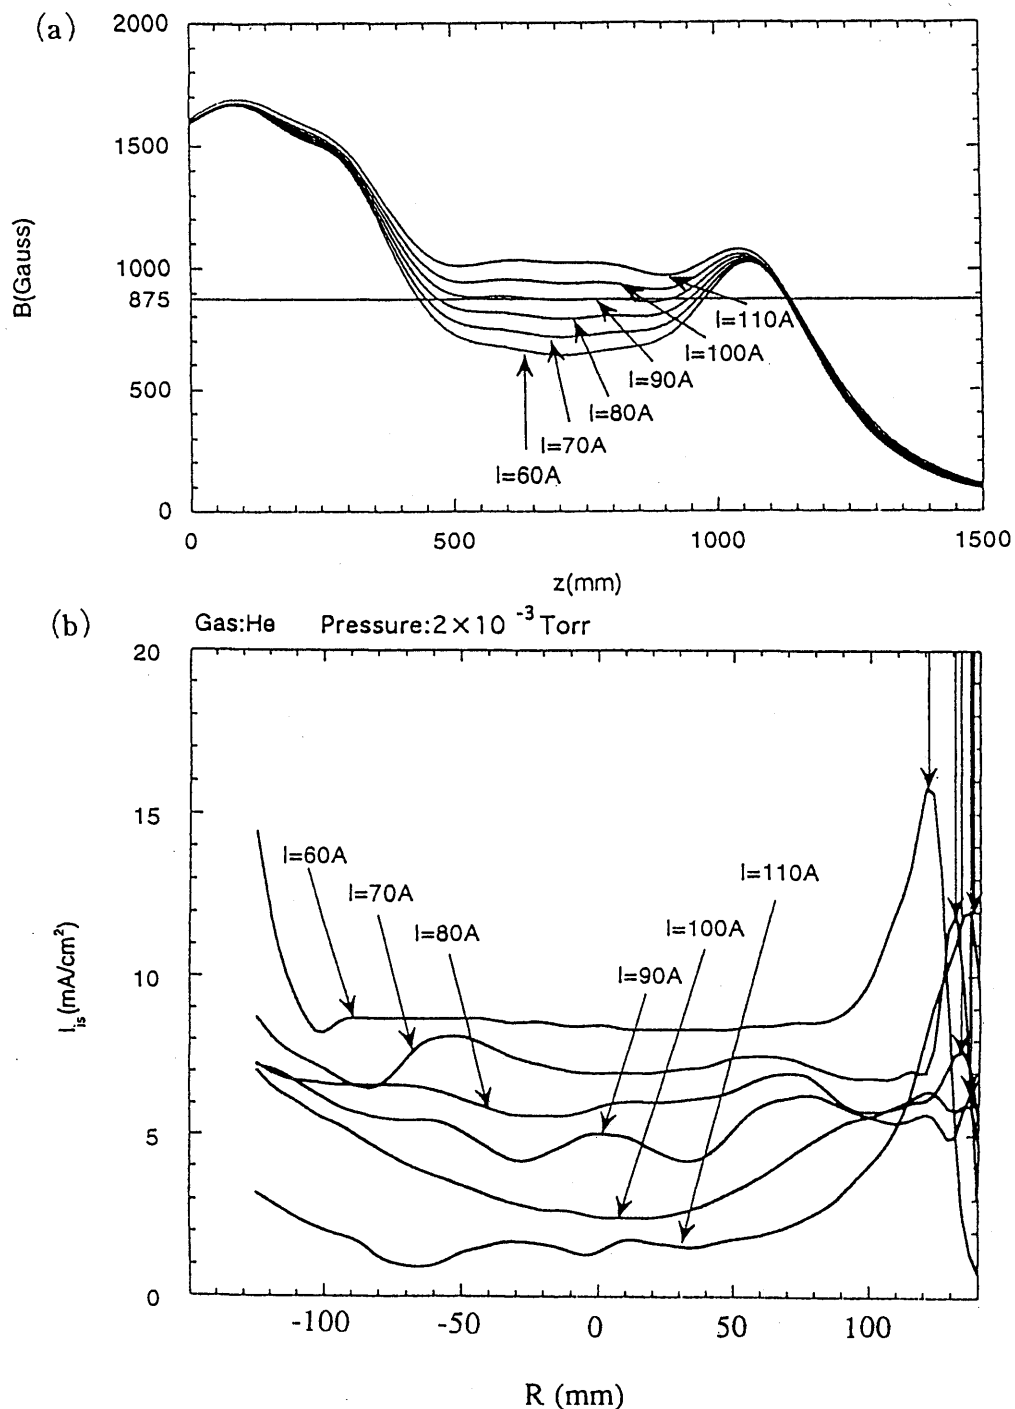 (a)
2000
1500
1000
875
500
0
B(Gauss)
I=110A
I=100A
I=90A
I=80A
I=70A
I=60A
0 500 1000 1500
z(mm)
(b)
Gas:He Pressure:2×10 -3 Torr
20
15
10
5
0
I is (mA/cm2)
I=60A
I=70A
I=80A
I=110A
I=100A
I=90A
-100 -50 0 50 100
R (mm)